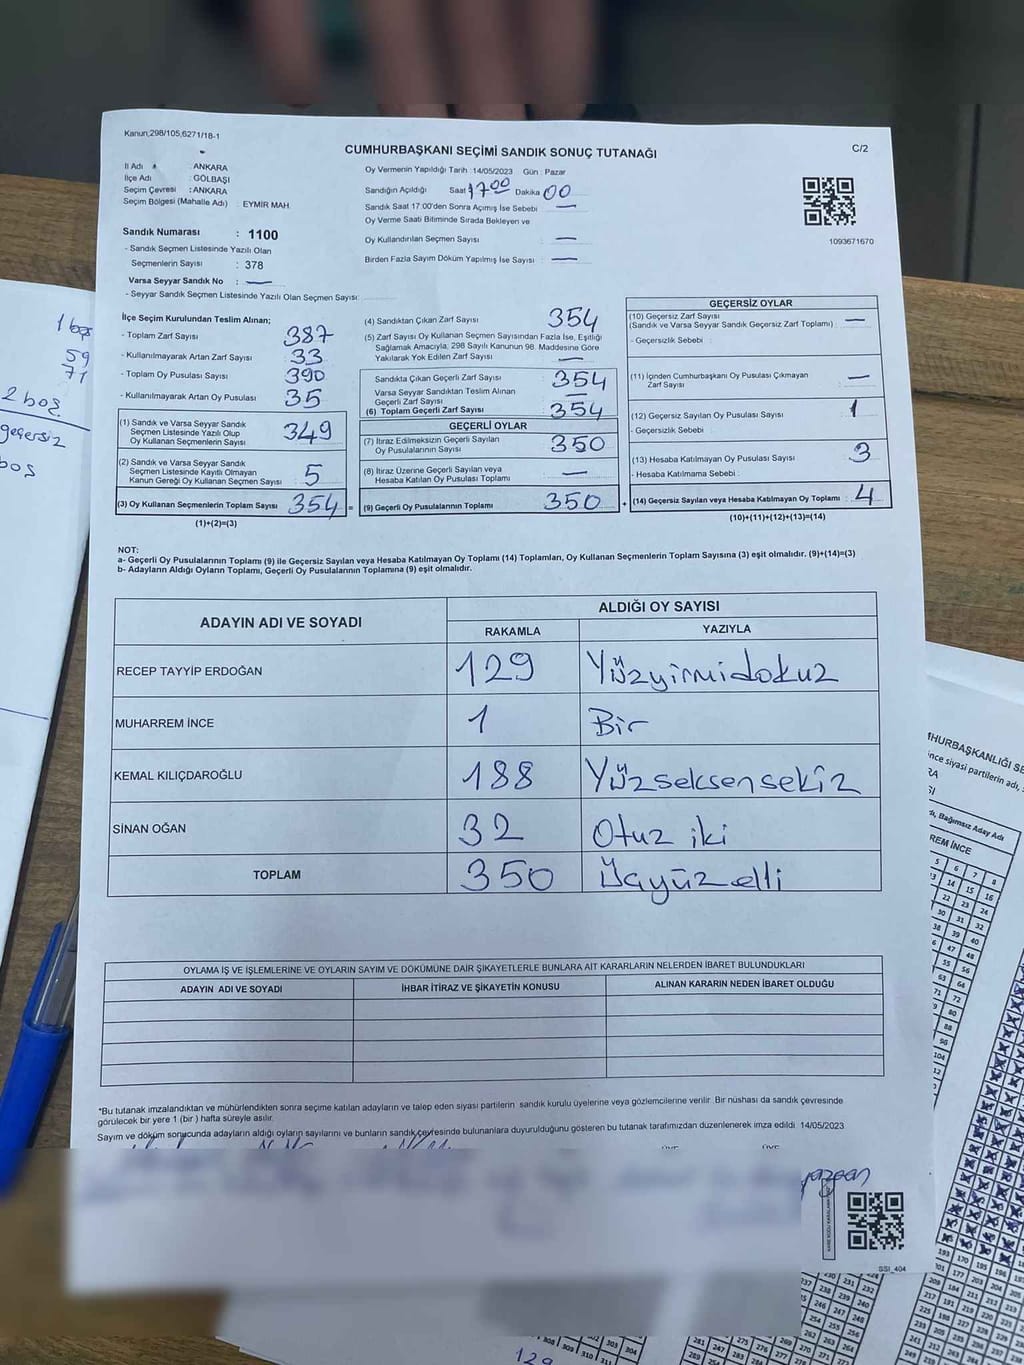 Kanun,298/105,6271/18-1
CUMHURBAŞKANI SEÇİMİ SANDIK SONUÇ TUTANAĞI
C/2
İl Adı : ANKARA
İlçe Adı : GÖLBAŞI
Seçim Çevresi : ANKARA
Seçim Bölgesi (Mahalle Adı) : EYMİR MAH.
Oy Vermenin Yapıldığı Tarih : 14/05/2023 Gün : Pazar
Sandığın Açıldığı Saat 17.00 Dakika 00
Sandık Saat 17:00'den Sonra Açılmış İse Sebebi : —
Oy Verme Saati Bitiminde Sırada Bekleyen ve
Oy Kullandırılan Seçmen Sayısı : —
Birden Fazla Sayım Döküm Yapılmış İse Sayısı : —
1093671670
Sandık Numarası : 1100
- Sandık Seçmen Listesinde Yazılı Olan
Seçmenlerin Sayısı : 378
Varsa Seyyar Sandık No : —
- Seyyar Sandık Seçmen Listesinde Yazılı Olan Seçmen Sayısı:
İlçe Seçim Kurulundan Teslim Alınan;
- Toplam Zarf Sayısı : 387
- Kullanılmayarak Artan Zarf Sayısı : 33
- Toplam Oy Pusulası Sayısı : 390
- Kullanılmayarak Artan Oy Pusulası : 35
(1) Sandık ve Varsa Seyyar Sandık
Seçmen Listesinde Yazılı Olup
Oy Kullanan Seçmenlerin Sayısı : 349
(2) Sandık ve Varsa Seyyar Sandık
Seçmen Listesinde Kayıtlı Olmayan
Kanun Gereği Oy Kullanan Seçmen Sayısı : 5
(3) Oy Kullanan Seçmenlerin Toplam Sayısı : 354 =
(1)+(2)=(3)
(4) Sandıktan Çıkan Zarf Sayısı : 354
(5) Zarf Sayısı Oy Kullanan Seçmen Sayısından Fazla İse, Eşitliği
Sağlamak Amacıyla, 298 Sayılı Kanunun 98. Maddesine Göre
Yakılarak Yok Edilen Zarf Sayısı : —
Sandıkta Çıkan Geçerli Zarf Sayısı : 354
Varsa Seyyar Sandıktan Teslim Alınan
Geçerli Zarf Sayısı : —
(6) Toplam Geçerli Zarf Sayısı : 354
GEÇERLİ OYLAR
(7) İtiraz Edilmeksizin Geçerli Sayılan
Oy Pusulalarının Sayısı : 350
(8) İtiraz Üzerine Geçerli Sayılan veya
Hesaba Katılan Oy Pusulası Toplamı : —
(9) Geçerli Oy Pusulalarının Toplamı : 350 +
GEÇERSİZ OYLAR
(10) Geçersiz Zarf Sayısı
(Sandık ve Varsa Seyyar Sandık Geçersiz Zarf Toplamı) : —
- Geçersizlik Sebebi :
(11) İçinden Cumhurbaşkanı Oy Pusulası Çıkmayan
Zarf Sayısı : —
(12) Geçersiz Sayılan Oy Pusulası Sayısı : 1
- Geçersizlik Sebebi :
(13) Hesaba Katılmayan Oy Pusulası Sayısı : 3
- Hesaba Katılmama Sebebi :
(14) Geçersiz Sayılan veya Hesaba Katılmayan Oy Toplamı : 4
(10)+(11)+(12)+(13)=(14)
NOT:
a- Geçerli Oy Pusulalarının Toplamı (9) ile Geçersiz Sayılan veya Hesaba Katılmayan Oy Toplamı (14) Toplamları, Oy Kullanan Seçmenlerin Toplam Sayısına (3) eşit olmalıdır. (9)+(14)=(3)
b- Adayların Aldığı Oyların Toplamı, Geçerli Oy Pusulalarının Toplamına (9) eşit olmalıdır.
ADAYIN ADI VE SOYADI
ALDIĞI OY SAYISI
RAKAMLA YAZIYLA
RECEP TAYYİP ERDOĞAN 129 Yüzyirmidokuz
MUHARREM İNCE 1 Bir
KEMAL KILIÇDAROĞLU 188 Yüzseksensekiz
SİNAN OĞAN 32 Otuz iki
TOPLAM 350 Üçyüzelli
OYLAMA İŞ VE İŞLEMLERİNE VE OYLARIN SAYIM VE DÖKÜMÜNE DAİR ŞİKAYETLERLE BUNLARA AİT KARARLARIN NELERDEN İBARET BULUNDUKLARI
ADAYIN ADI VE SOYADI İHBAR İTİRAZ VE ŞİKAYETİN KONUSU ALINAN KARARIN NEDEN İBARET OLDUĞU
*Bu tutanak imzalandıktan ve mühürlendikten sonra seçime katılan adayların ve talep eden siyasi partilerin sandık kurulu üyelerine veya gözlemcilerine verilir. Bir nüshası da sandık çevresinde
görülecek bir yere 1 (bir ) hafta süreyle asılır.
Sayım ve döküm sonucunda adayların aldığı oyların sayılarını ve bunların sandık çevresinde bulunanlara duyurulduğunu gösteren bu tutanak tarafımızdan düzenlenerek imza edildi. 14/05/2023
SSI_404
1 boş
59
71
2 boş
geçersiz
boş
129